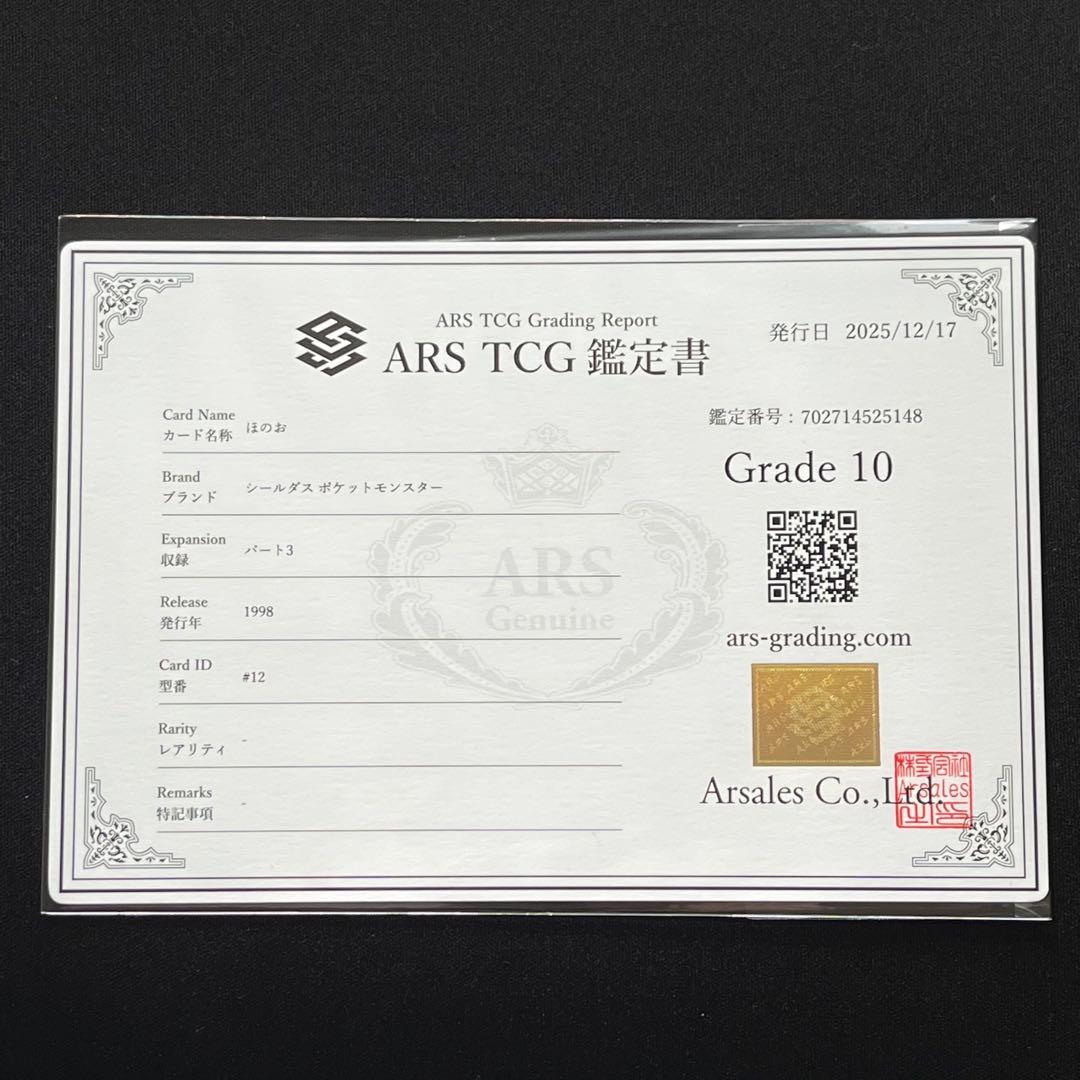 ARS TCG Grading Report
ARS TCG 鑑定書
発行日 2025/12/17
Card Name
カード名称 ほのお
Brand
ブランド シールダス ポケットモンスター
Expansion
収録 パート3
Release
発行年 1998
Card ID
型番 #12
Rarity
レアリティ -
Remarks
特記事項 -
ARS
Genuine
鑑定番号 : 702714525148
Grade 10
ars-grading.com
ARS ARS
Arsales Co.,Ltd.
Arsales